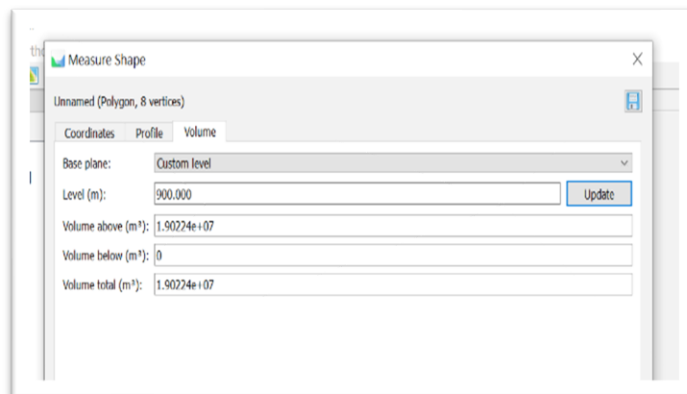 Measure Shape
Unnamed (Polygon, 8 vertices)
Coordinates Profile Volume
Base plane: Custom level
Level (m): 900.000 Update
Volume above (m³): 1.90224e+07
Volume below (m³): 0
Volume total (m³): 1.90224e+07